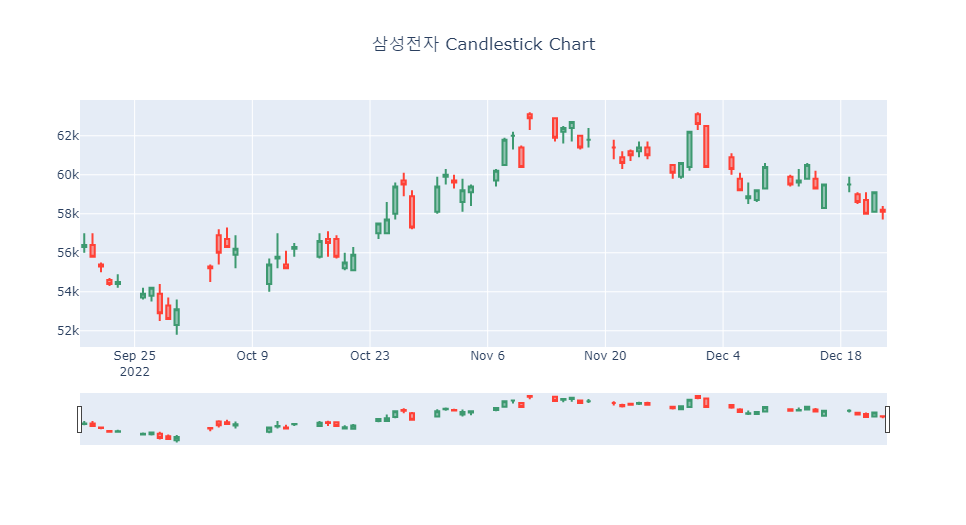 삼성전자 Candlestick Chart
62k
60k
58k
56k
54k
52k
Sep 25 Oct 9 Oct 23 Nov 6 Nov 20 Dec 4 Dec 18
2022